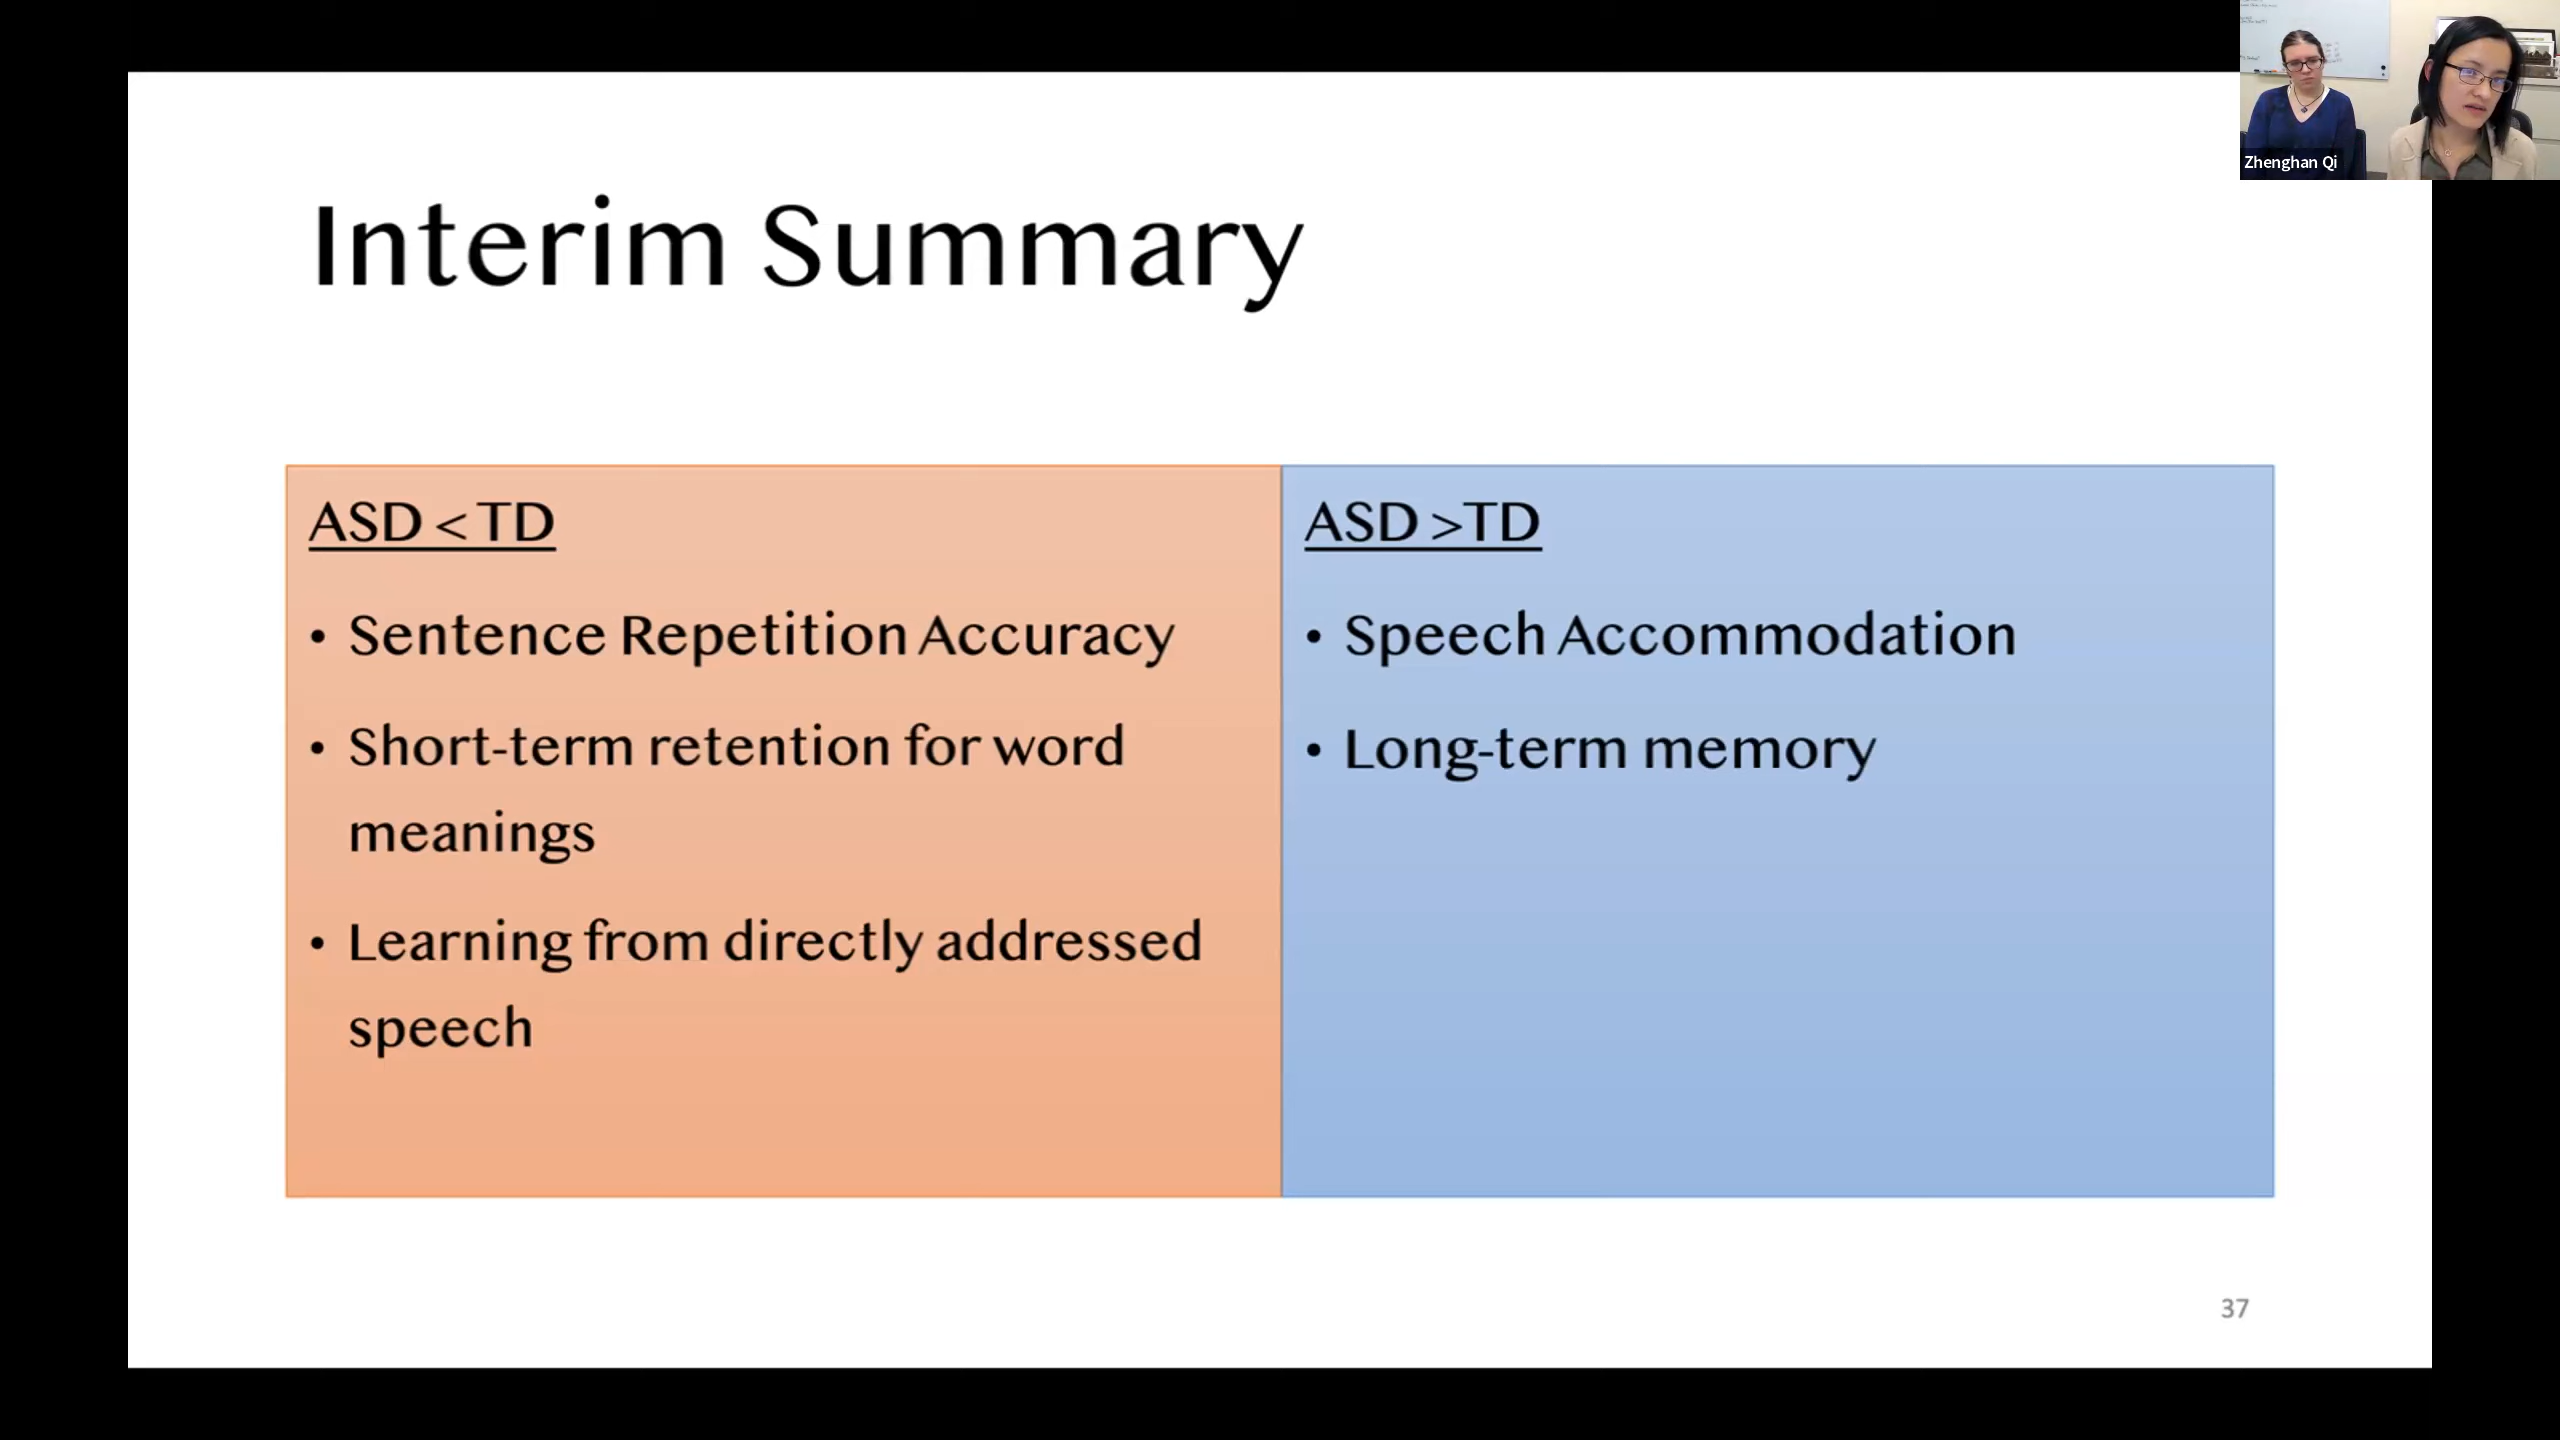 Zhenghan Qi
Interim Summary
ASD < TD
• Sentence Repetition Accuracy
• Short-term retention for word
meanings
• Learning from directly addressed
speech
ASD >TD
• Speech Accommodation
• Long-term memory
37